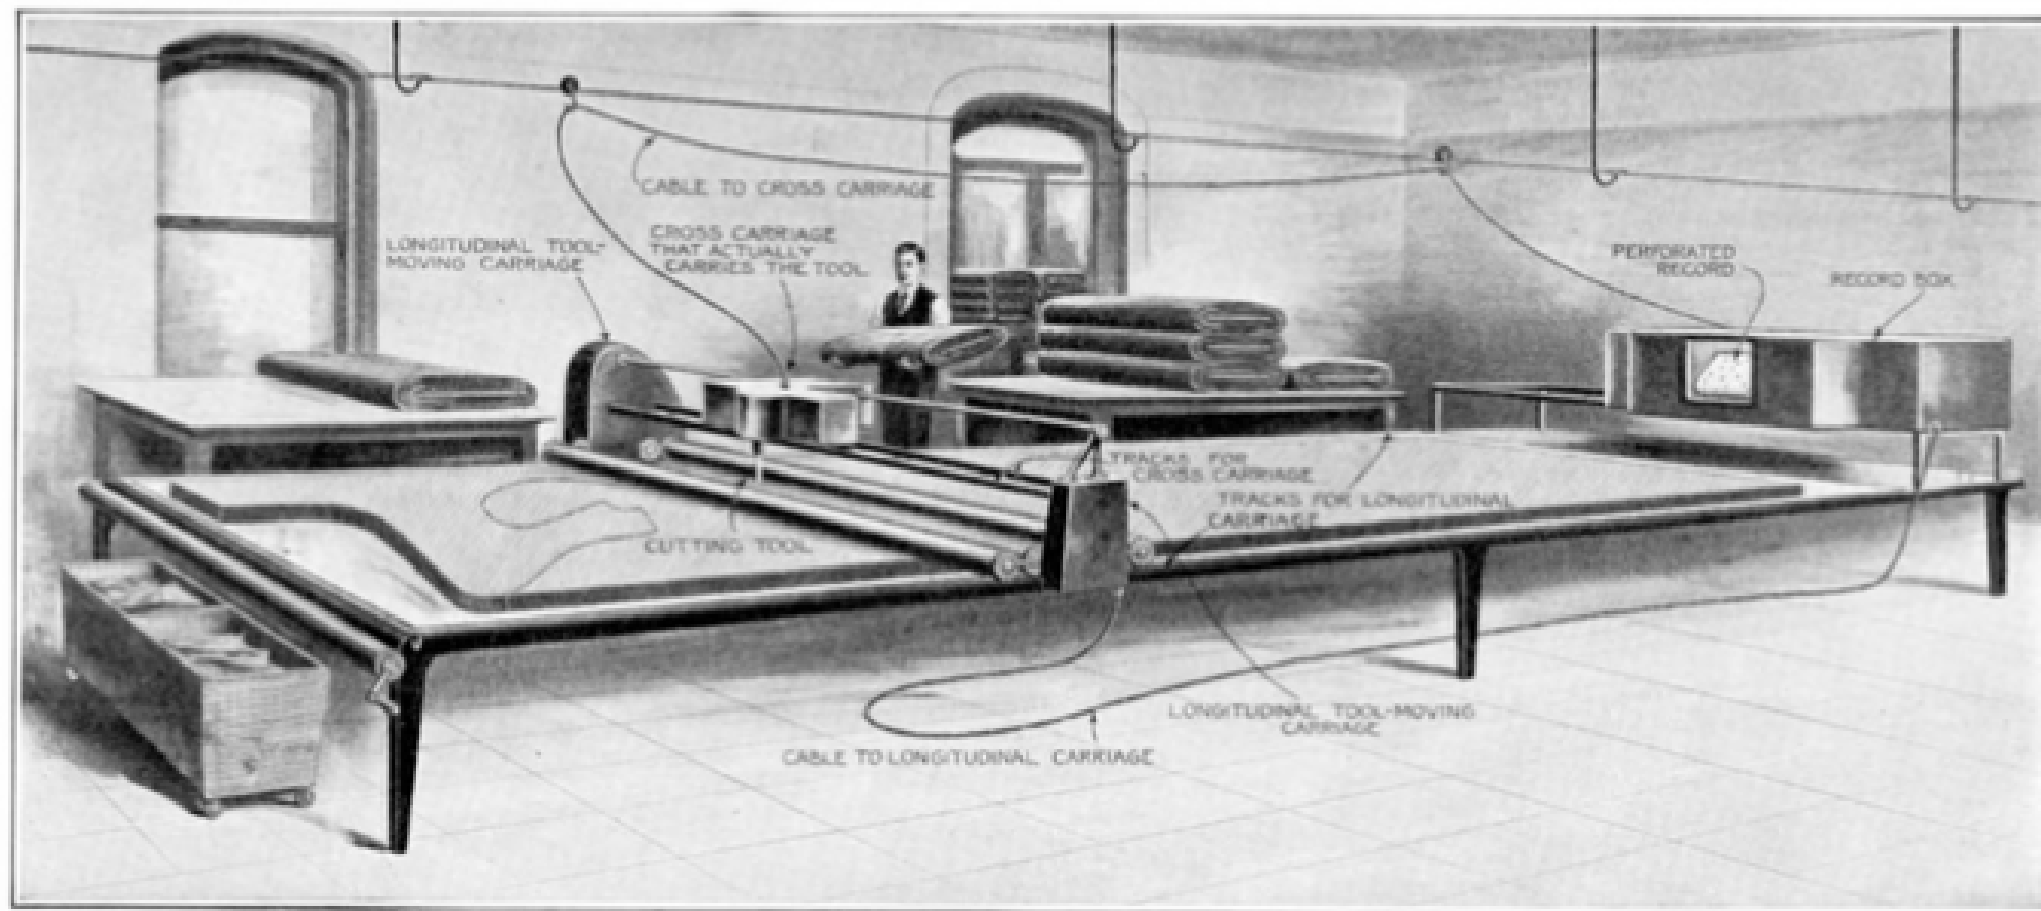 CABLE TO CROSS CARRIAGE
LONGITUDINAL TOOL-
MOVING CARRIAGE
CROSS CARRIAGE
THAT ACTUALLY
CARRIES THE TOOL
PERFORATED
RECORD
RECORD BOX
TRACKS FOR
CROSS CARRIAGE
TRACKS FOR LONGITUDINAL
CARRIAGE
CUTTING TOOL
LONGITUDINAL TOOL-MOVING
CARRIAGE
CABLE TO LONGITUDINAL CARRIAGE